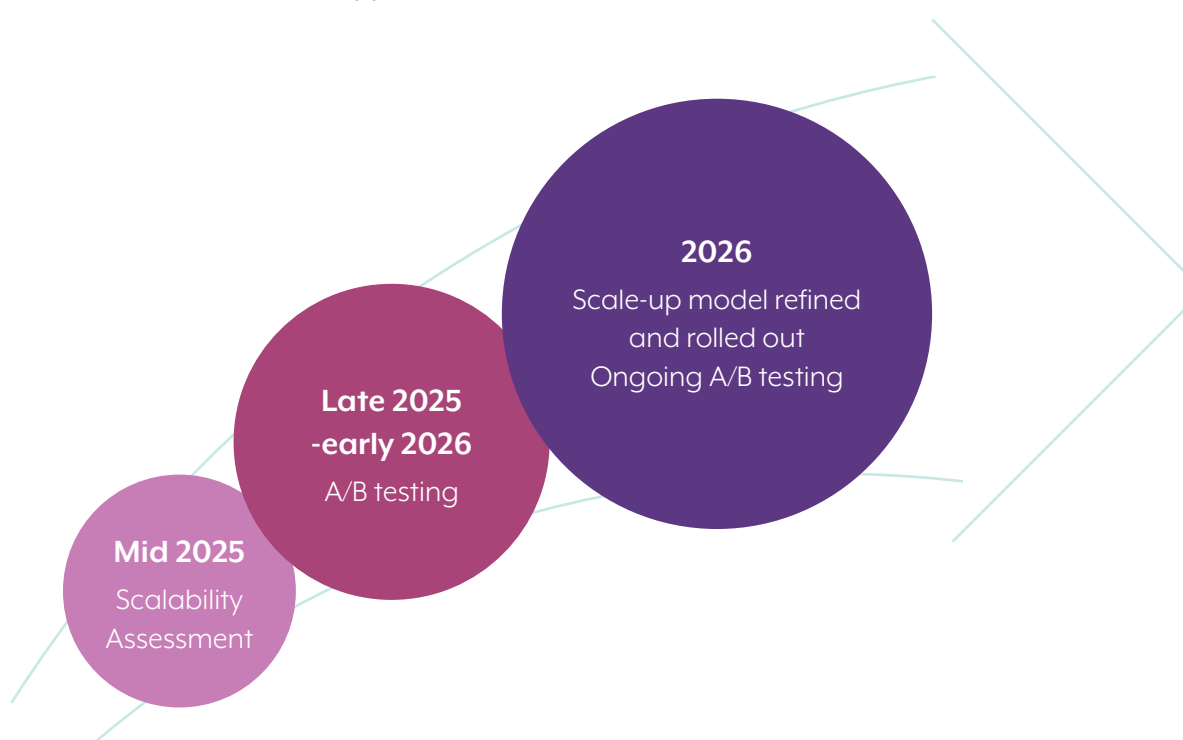 Mid 2025
Scalability
Assessment
Late 2025
-early 2026
A/B testing
2026
Scale-up model refined
and rolled out
Ongoing A/B testing